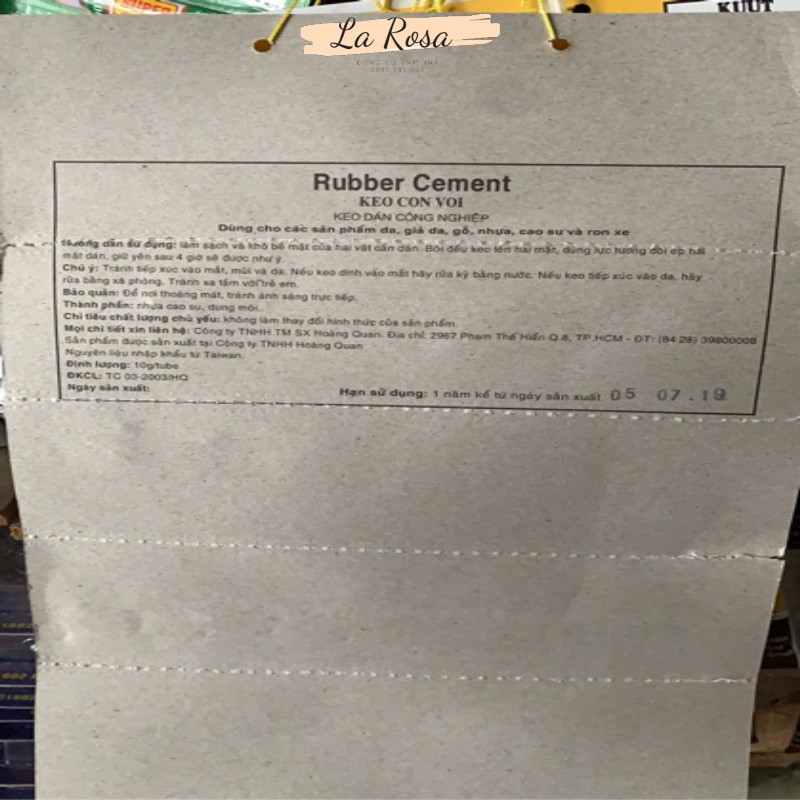 SUPER
KUUT
La Rosa
Rubber Cement
KEO CON VOI
KEO DÁN CÔNG NGHIỆP
Dùng cho các sản phẩm da, giả da, gỗ, nhựa, cao su và ron xe
Hướng dẫn sử dụng: làm sạch và khô bề mặt của hai vật cần dán. Bôi đều keo lên hai mặt, dùng lực tương đối ép hai
mặt dán, giữ yên sau 4 giờ sẽ được như ý.
Chú ý: Tránh tiếp xúc vào mắt, mũi và da. Nếu keo dính vào mắt hãy rửa kỹ bằng nước. Nếu keo tiếp xúc vào da, hãy
rửa bằng xà phòng. Tránh xa tầm với trẻ em.
Bảo quản: Để nơi thoáng mát, tránh ánh sáng trực tiếp.
Thành phần: nhựa cao su, dung môi.
Chỉ tiêu chất lượng chủ yếu: không làm thay đổi hình thức của sản phẩm.
Mọi chi tiết xin liên hệ: Công ty TNHH TM SX Hoàng Quan. Địa chỉ: 2967 Phạm Thế Hiển Q.8, TP.HCM - ĐT: (84 28) 39800008
Sản phẩm được sản xuất tại Công ty TNHH Hoàng Quan
Nguyên liệu nhập khẩu từ Taiwan.
Định lượng: 10g/tube
ĐKCL: TC 03-2003/HQ
Ngày sản xuất: Hạn sử dụng: 1 năm kể từ ngày sản xuất 05 07.19